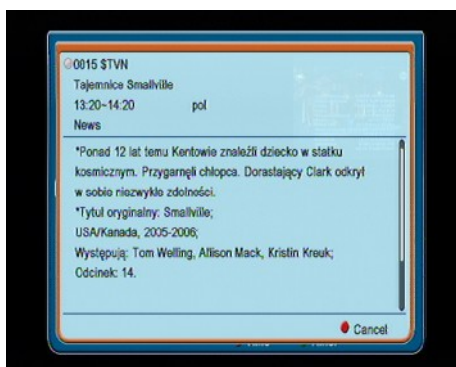 0015 $TVN
Tajemnice Smallville
13:20~14:20 pol
News
*Ponad 12 lat temu Kentowie znaleźli dziecko w statku
kosmicznym. Przygarnęli chłopca. Dorastający Clark odkrył
w sobie niezwykłe zdolności.
*Tytuł oryginalny: Smallville;
USA/Kanada, 2005-2006;
Występują: Tom Welling, Allison Mack, Kristin Kreuk;
Odcinek: 14.
Cancel